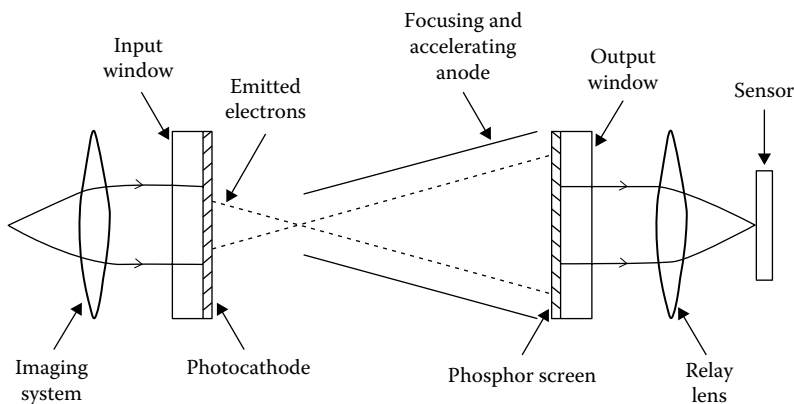 Input
window
Emitted
electrons
Focusing and
accelerating
anode
Output
window
Sensor
Imaging
system
Photocathode
Phosphor screen
Relay
lens